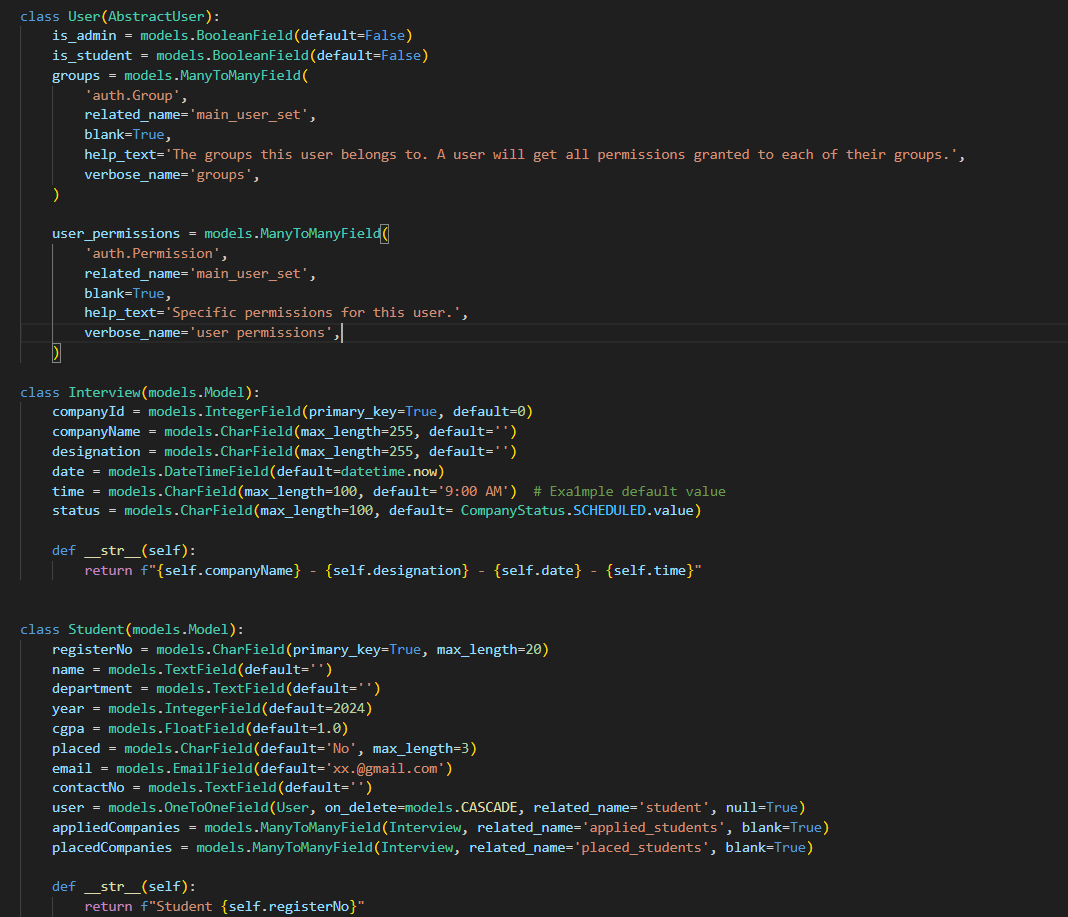 class User(AbstractUser):
    is_admin = models.BooleanField(default=False)
    is_student = models.BooleanField(default=False)
    groups = models.ManyToManyField(
        'auth.Group',
        related_name='main_user_set',
        blank=True,
        help_text='The groups this user belongs to. A user will get all permissions granted to each of their groups.',
        verbose_name='groups',
    )

    user_permissions = models.ManyToManyField(
        'auth.Permission',
        related_name='main_user_set',
        blank=True,
        help_text='Specific permissions for this user.',
        verbose_name='user permissions',
    )

class Interview(models.Model):
    companyId = models.IntegerField(primary_key=True, default=0)
    companyName = models.CharField(max_length=255, default='')
    designation = models.CharField(max_length=255, default='')
    date = models.DateTimeField(default=datetime.now)
    time = models.CharField(max_length=100, default='9:00 AM')  # Exa1mple default value
    status = models.CharField(max_length=100, default= CompanyStatus.SCHEDULED.value)

    def __str__(self):
        return f"{self.companyName} - {self.designation} - {self.date} - {self.time}"


class Student(models.Model):
    registerNo = models.CharField(primary_key=True, max_length=20)
    name = models.TextField(default='')
    department = models.TextField(default='')
    year = models.IntegerField(default=2024)
    cgpa = models.FloatField(default=1.0)
    placed = models.CharField(default='No', max_length=3)
    email = models.EmailField(default='xx.@gmail.com')
    contactNo = models.TextField(default='')
    user = models.OneToOneField(User, on_delete=models.CASCADE, related_name='student', null=True)
    appliedCompanies = models.ManyToManyField(Interview, related_name='applied_students', blank=True)
    placedCompanies = models.ManyToManyField(Interview, related_name='placed_students', blank=True)

    def __str__(self):
        return f"Student {self.registerNo}"